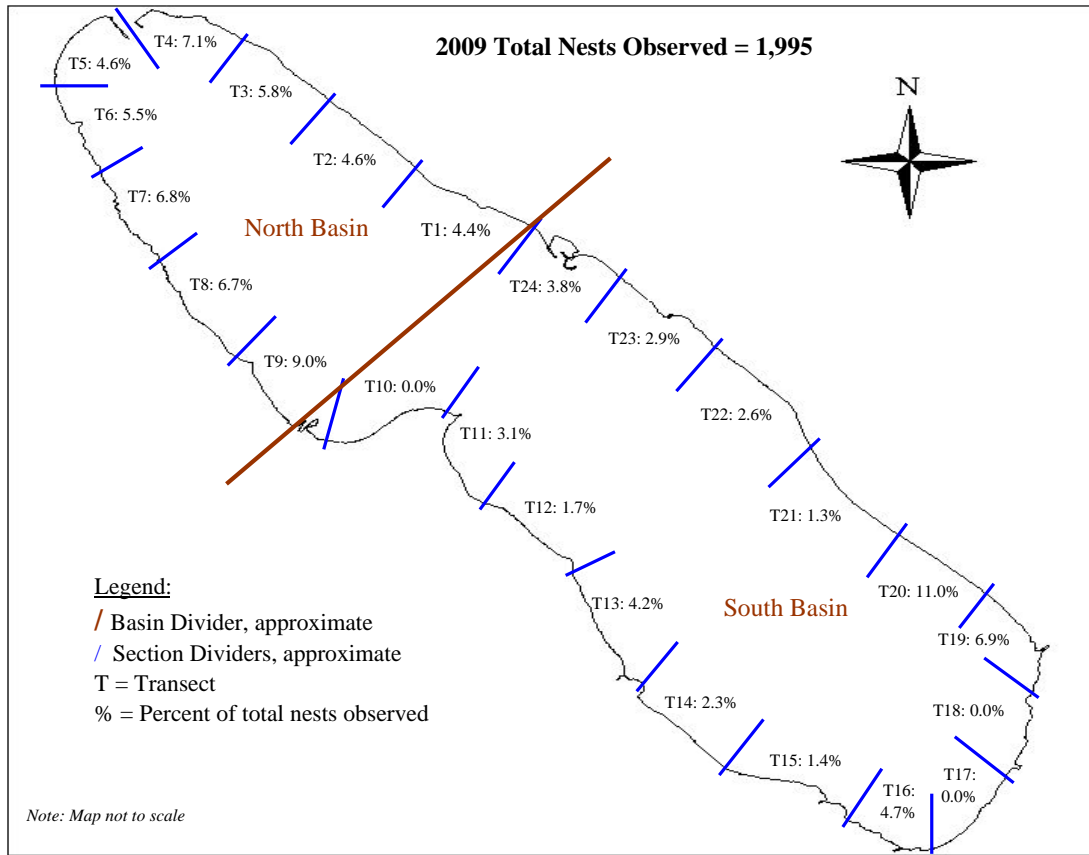 2009 Total Nests Observed = 1,995
N
T4: 7.1%
T5: 4.6%
T3: 5.8%
T6: 5.5%
T2: 4.6%
T7: 6.8%
North Basin
T1: 4.4%
T8: 6.7%
T24: 3.8%
T23: 2.9%
T9: 9.0%
T10: 0.0%
T22: 2.6%
T11: 3.1%
T12: 1.7%
T21: 1.3%
T13: 4.2%
South Basin
T20: 11.0%
T19: 6.9%
T14: 2.3%
T18: 0.0%
T15: 1.4%
T16:
4.7%
T17:
0.0%
Legend:
/ Basin Divider, approximate
/ Section Dividers, approximate
T = Transect
% = Percent of total nests observed
Note: Map not to scale